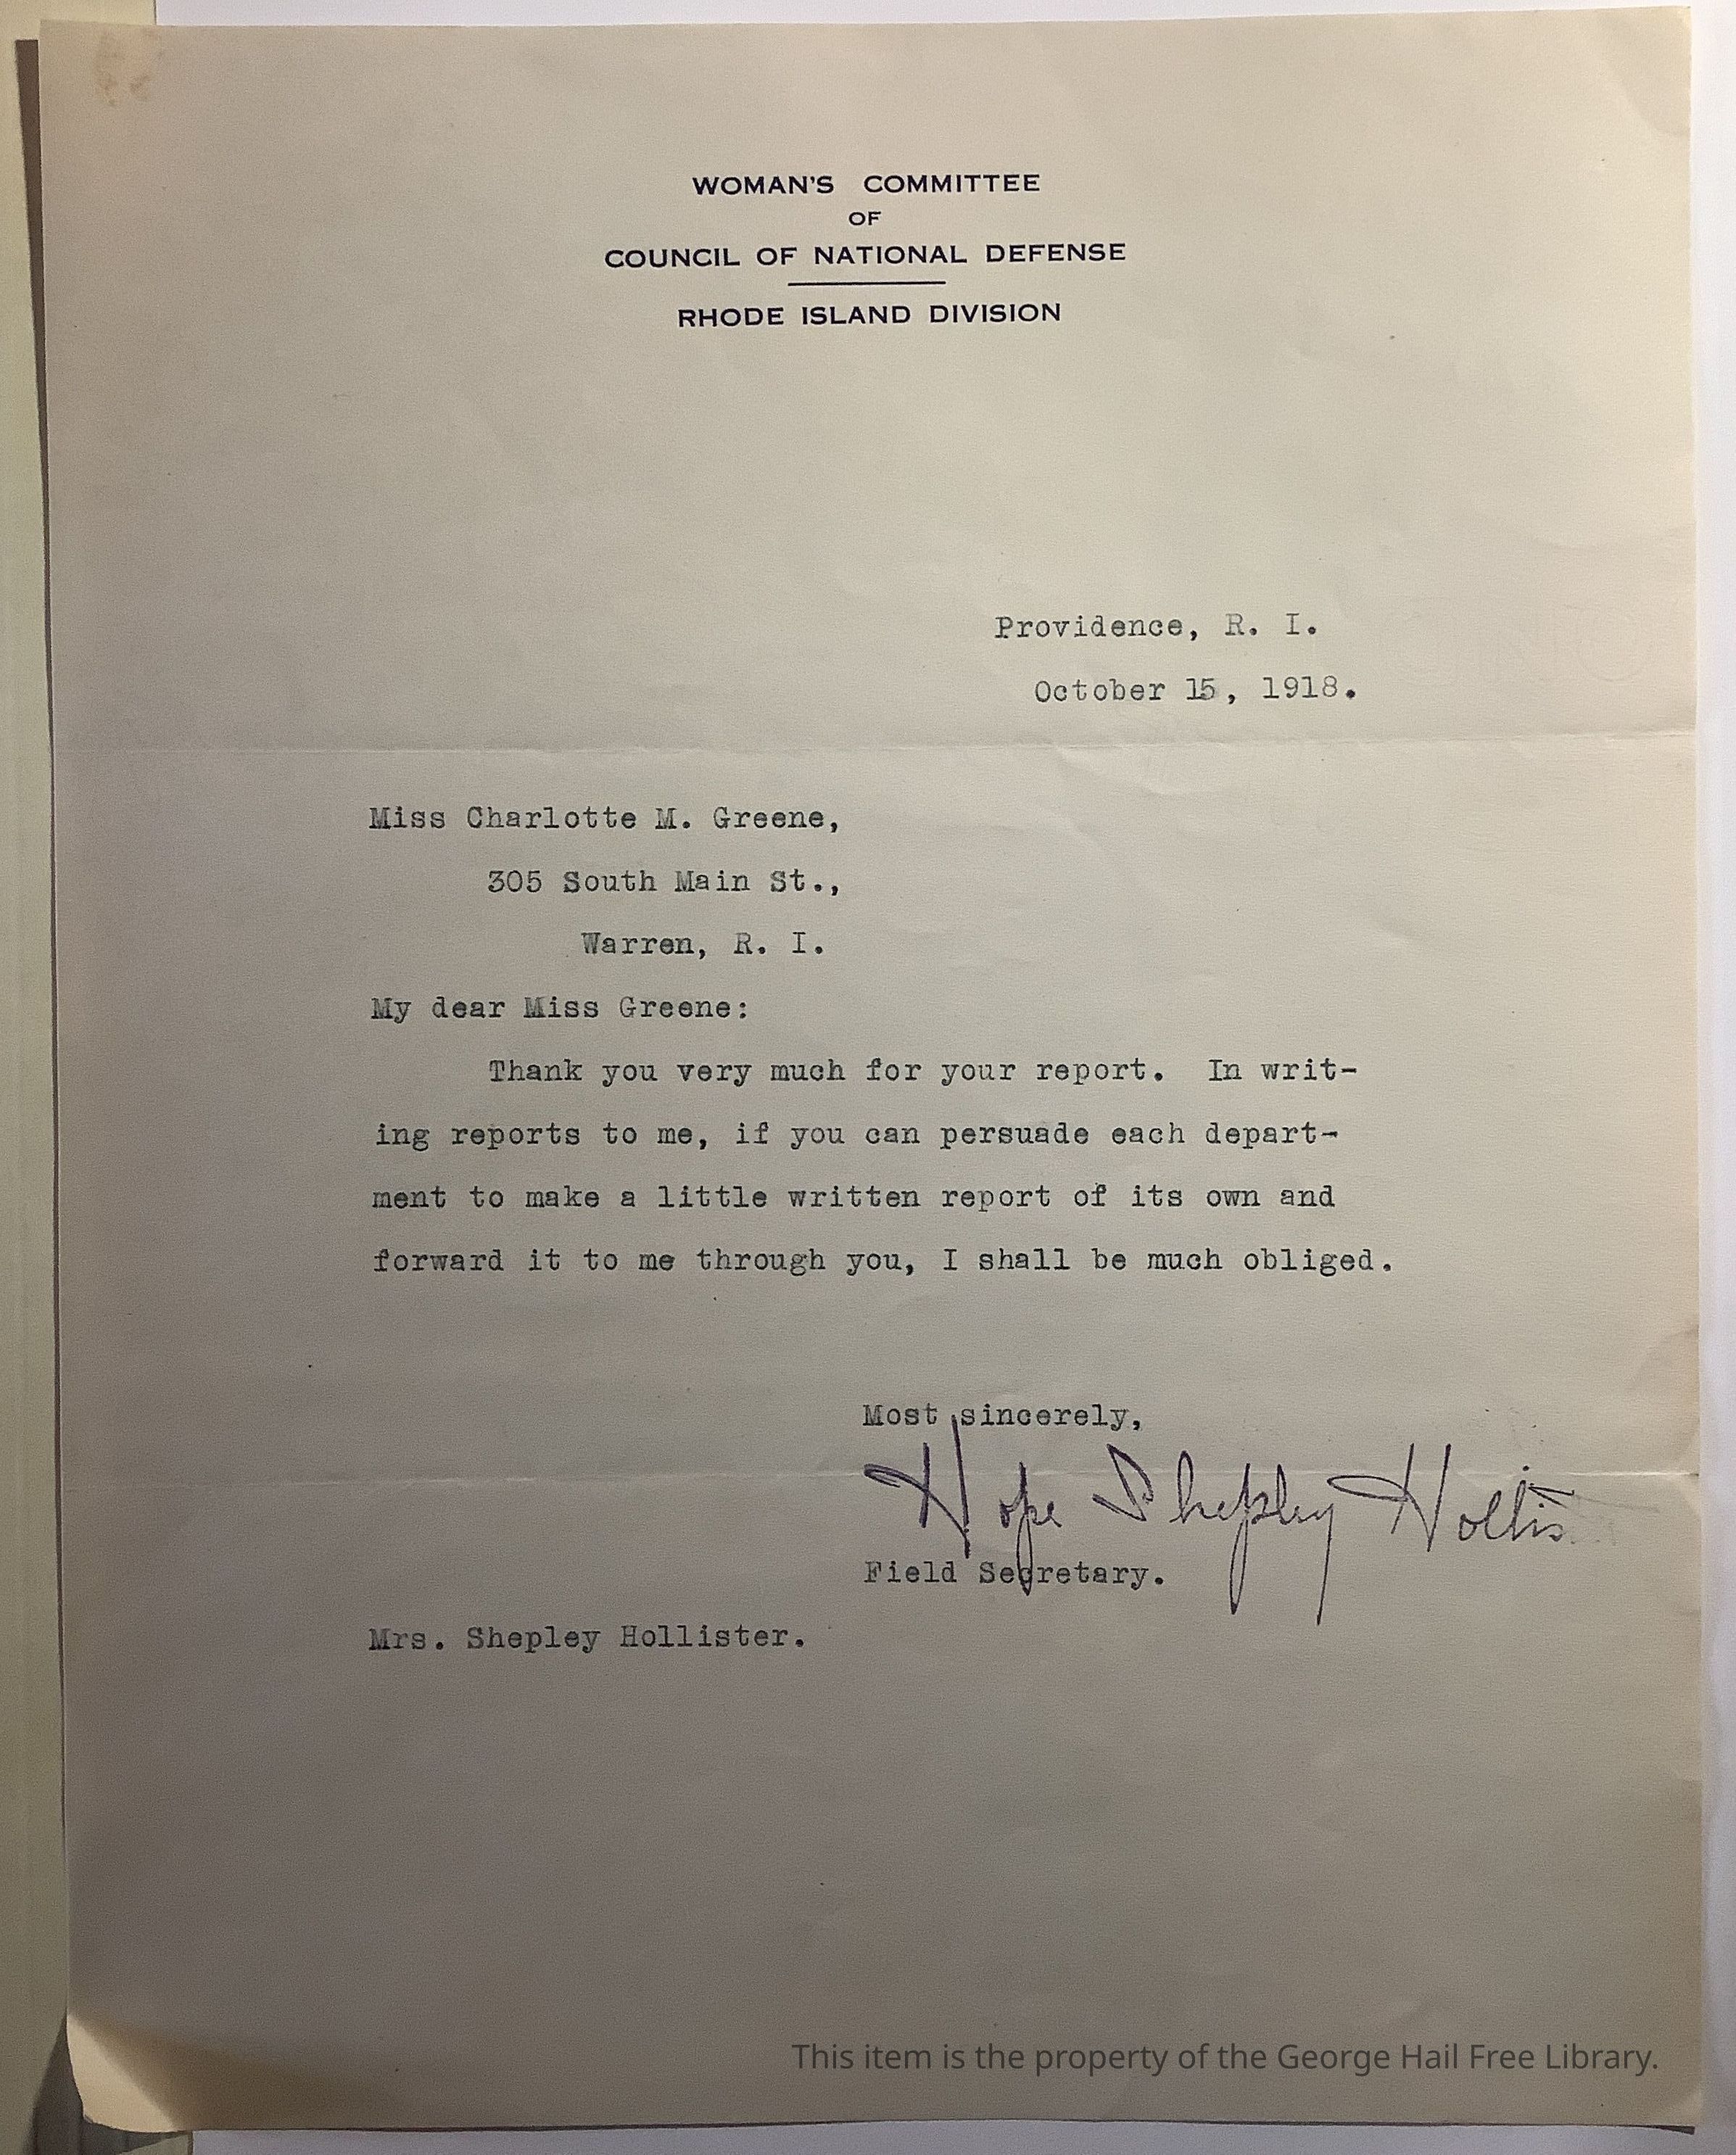 WOMAN'S COMMITTEE
OF
COUNCIL OF NATIONAL DEFENSE
RHODE ISLAND DIVISION
Providence, R. I.
October 15, 1918.
Miss Charlotte M. Greene,
305 South Main St.,
Warren, R. I.
My dear Miss Greene:
Thank you very much for your report. In writ-
ing reports to me, if you can persuade each depart-
ment to make a little written report of its own and
forward it to me through you, I shall be much obliged.
Most sincerely,
Hope Shepley Hollis
Field Secretary.
Mrs. Shepley Hollister.
This item is the property of the George Hail Free Library.